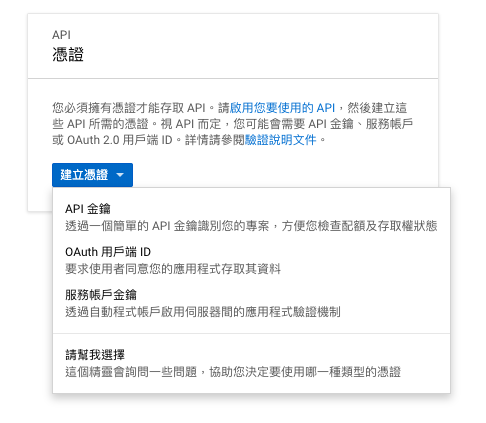 API
憑證
您必須擁有憑證才能存取 API。請啟用您要使用的 API，然後建立這
些 API 所需的憑證。視 API 而定，您可能會需要 API 金鑰、服務帳戶
或 OAuth 2.0 用戶端 ID。詳情請參閱驗證說明文件。
建立憑證
API 金鑰
透過一個簡單的 API 金鑰識別您的專案，方便您檢查配額及存取權狀態
OAuth 用戶端 ID
要求使用者同意您的應用程式存取其資料
服務帳戶金鑰
透過自動程式帳戶啟用伺服器間的應用程式驗證機制
請幫我選擇
這個精靈會詢問一些問題，協助您決定要使用哪一種類型的憑證